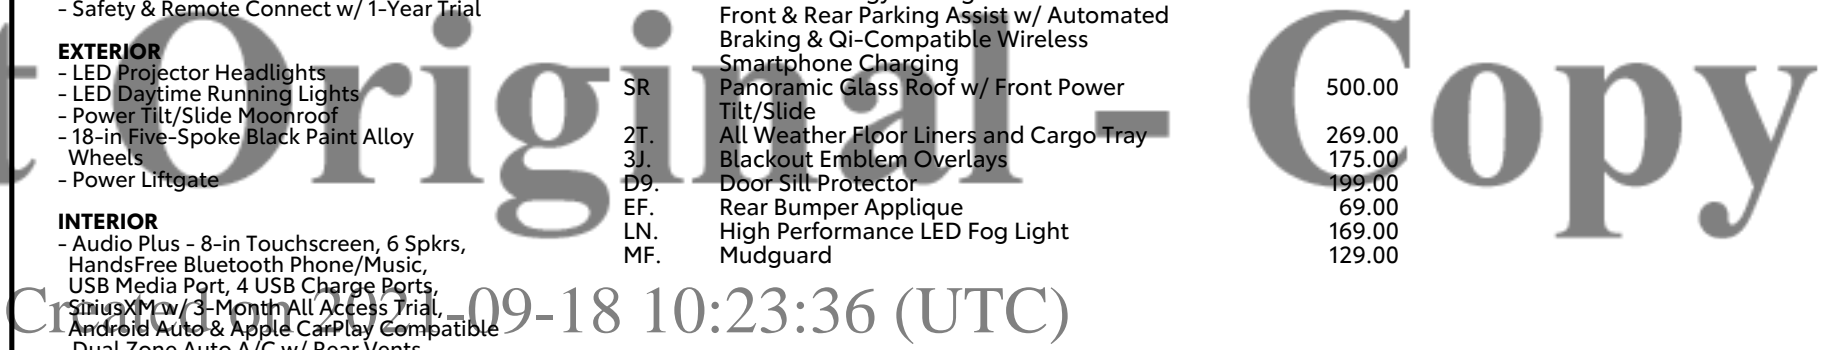 - Safety & Remote Connect w/ 1-Year Trial
EXTERIOR
- LED Projector Headlights
- LED Daytime Running Lights
- Power Tilt/Slide Moonroof
- 18-in Five-Spoke Black Paint Alloy
Wheels
- Power Liftgate
INTERIOR
- Audio Plus - 8-in Touchscreen, 6 Spkrs,
HandsFree Bluetooth Phone/Music,
USB Media Port, 4 USB Charge Ports,
SiriusXM w/ 3-Month All Access Trial,
Android Auto & Apple CarPlay Compatible
Dual Zone Auto A/C w/ Rear Vents
Front & Rear Parking Assist w/ Automated
Braking & Qi-Compatible Wireless
Smartphone Charging
SR Panoramic Glass Roof w/ Front Power 500.00
Tilt/Slide
2T. All Weather Floor Liners and Cargo Tray 269.00
3J. Blackout Emblem Overlays 175.00
D9. Door Sill Protector 199.00
EF. Rear Bumper Applique 69.00
LN. High Performance LED Fog Light 169.00
MF. Mudguard 129.00
t Original - Copy
Created on 2021-09-18 10:23:36 (UTC)